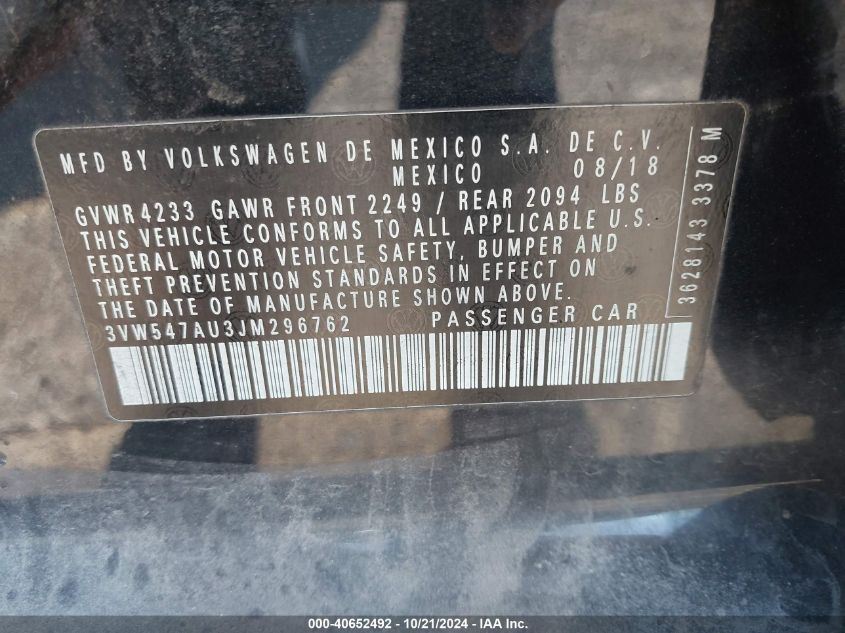 MFD BY VOLKSWAGEN DE MEXICO S.A. DE C.V.
MEXICO 08/18
GVWR 4233 GAWR FRONT 2249 / REAR 2094 LBS
THIS VEHICLE CONFORMS TO ALL APPLICABLE U.S.
FEDERAL MOTOR VEHICLE SAFETY, BUMPER AND
THEFT PREVENTION STANDARDS IN EFFECT ON
THE DATE OF MANUFACTURE SHOWN ABOVE.
3VW547AU3JM296762 PASSENGER CAR
3628143 3378 M
000-40652492 - 10/21/2024 - IAA Inc.